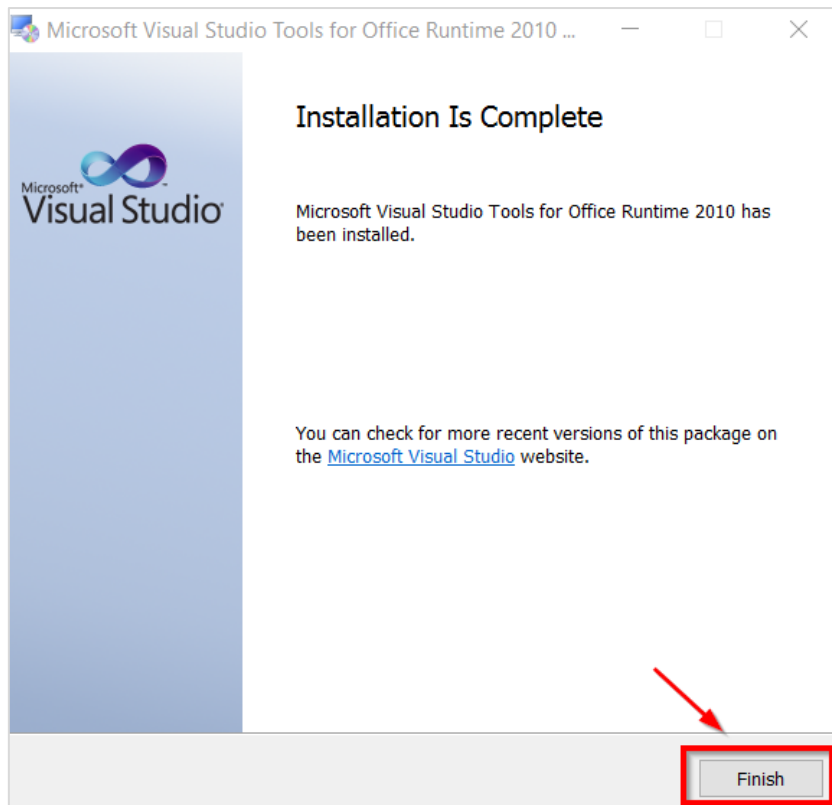 Microsoft Visual Studio Tools for Office Runtime 2010 ...
Installation Is Complete
Microsoft®
Visual Studio®
Microsoft Visual Studio Tools for Office Runtime 2010 has
been installed.
You can check for more recent versions of this package on
the Microsoft Visual Studio website.
Finish